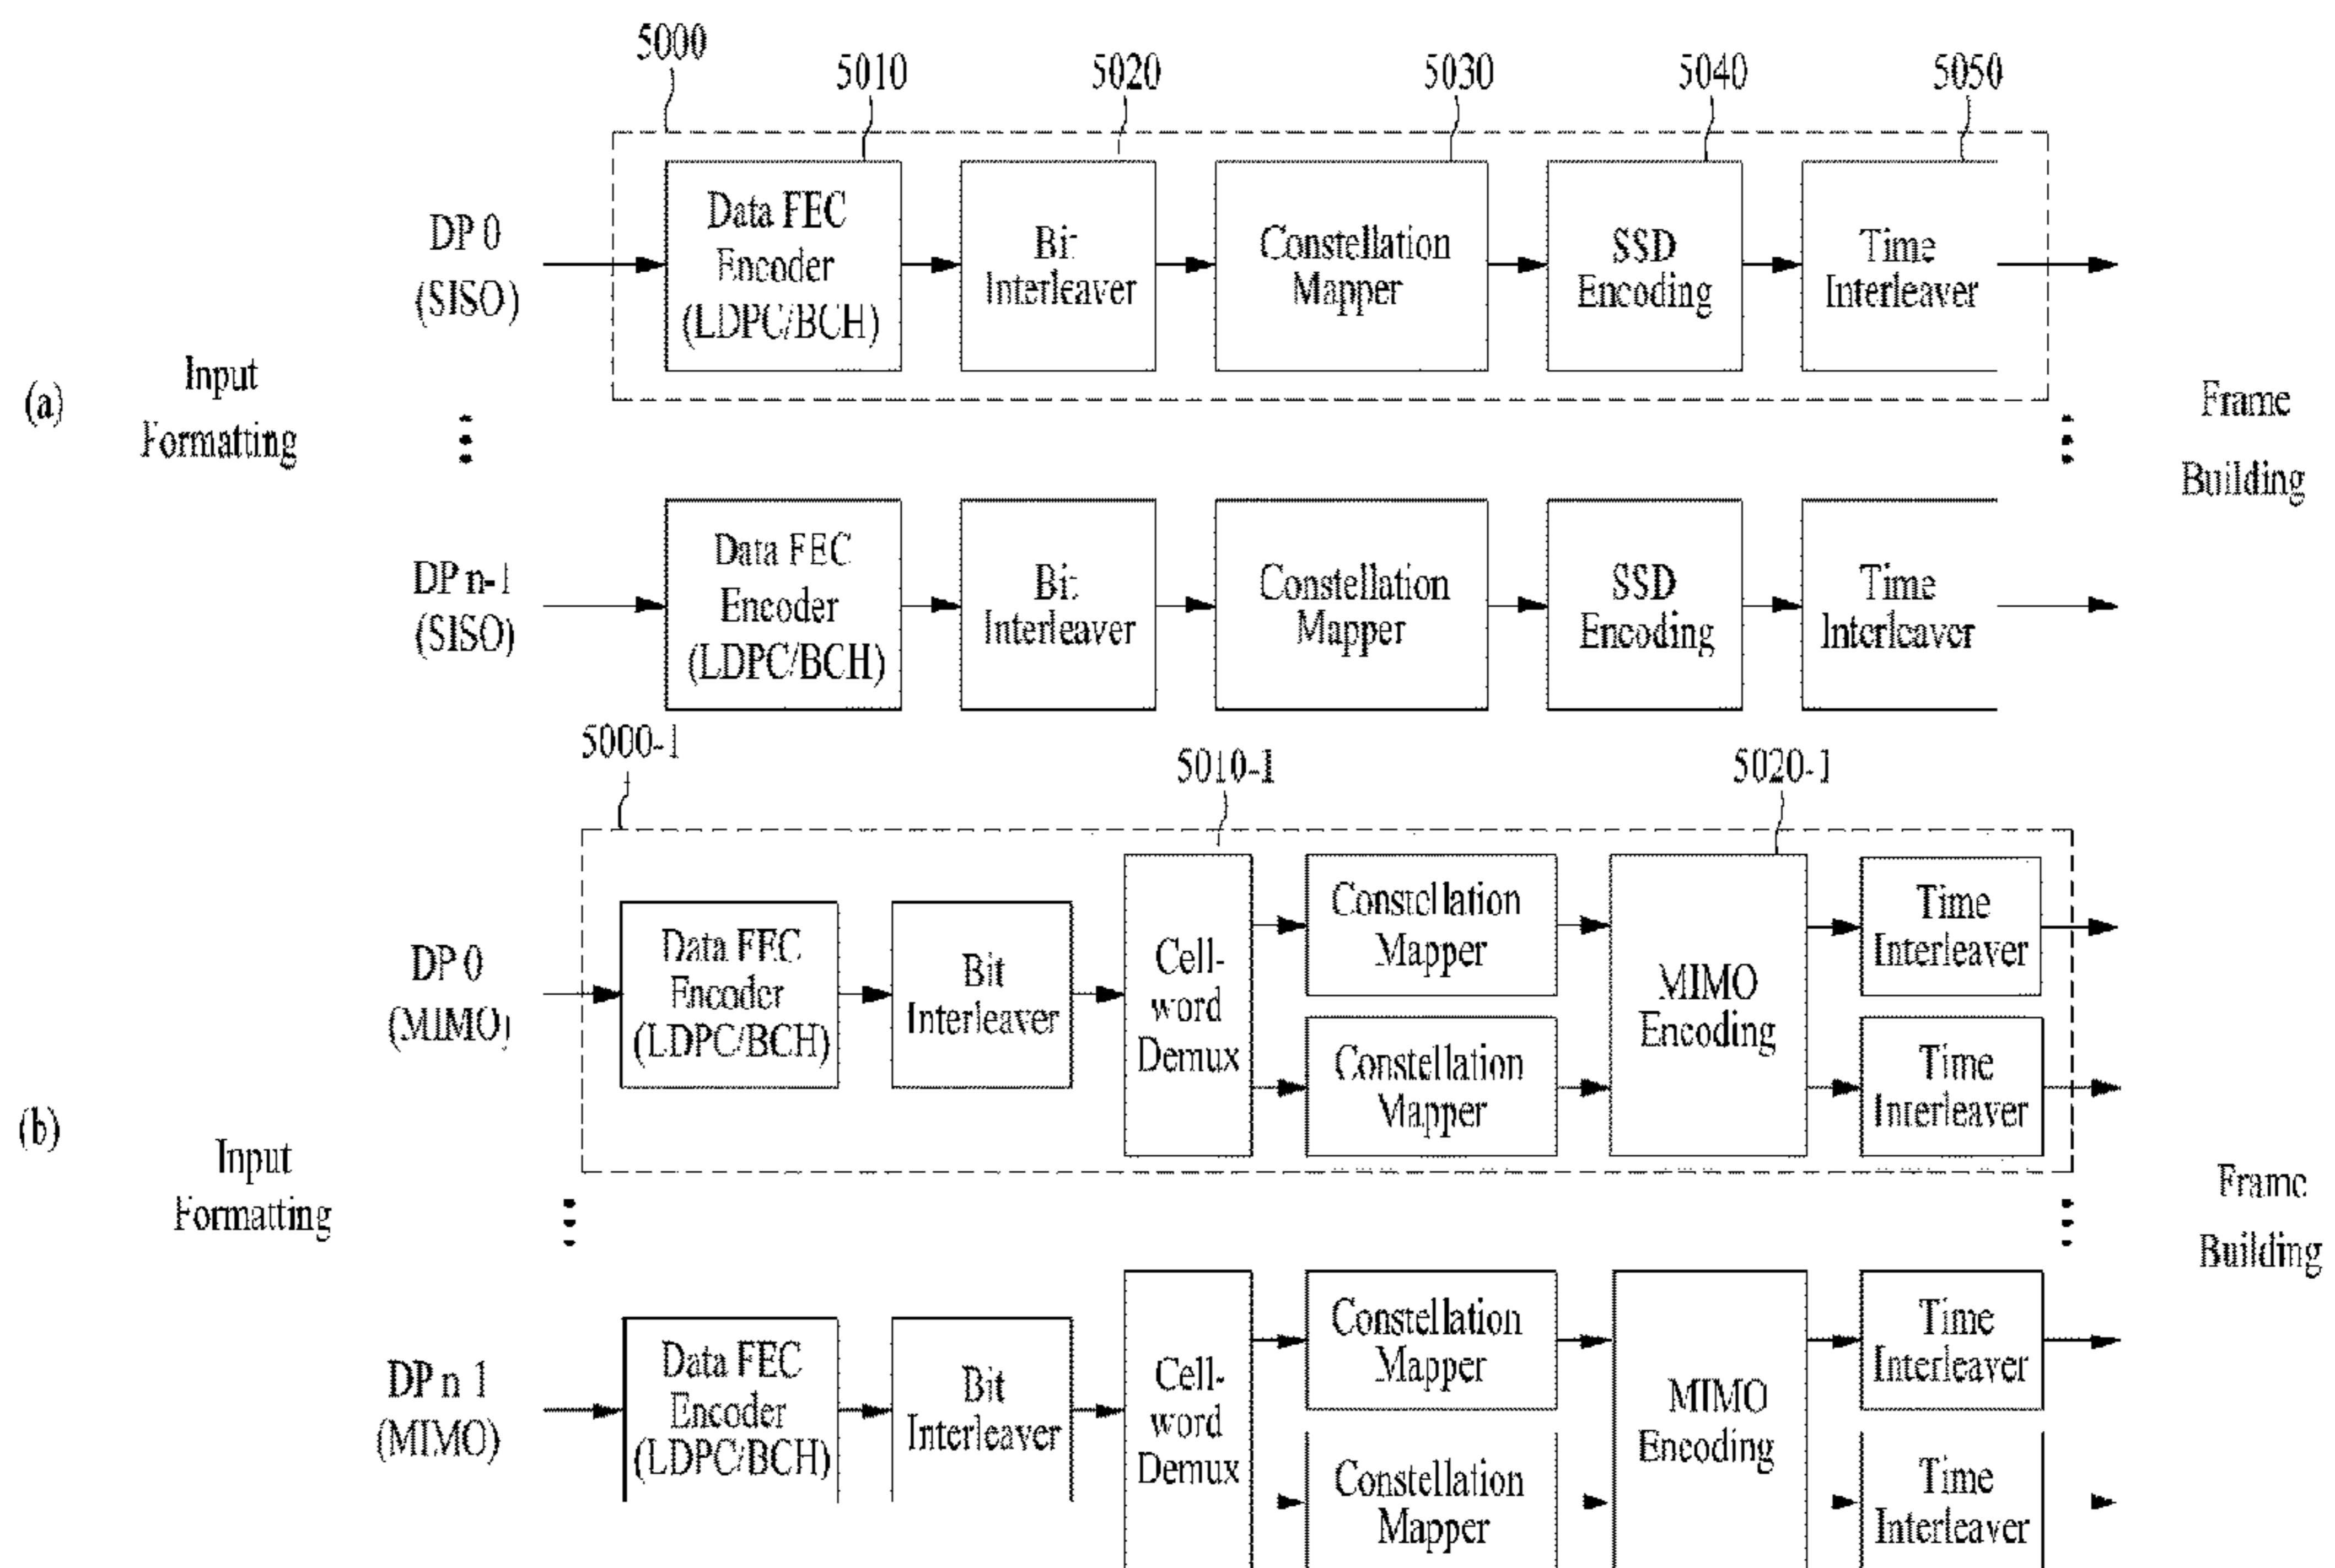 5000
5010
5020
5030
5040
5050
DP 0
(SISO)
Data FEC
Encoder
(LDPC/BCH)
Bit
Interleaver
Constellation
Mapper
SSD
Encoding
Time
Interleaver
(a)
Input
Formatting
Frame
Building
DP n-1
(SISO)
Data FEC
Encoder
(LDPC/BCH)
Bit
Interleaver
Constellation
Mapper
SSD
Encoding
Time
Interleaver
5000-1
5010-1
5020-1
DP 0
(MIMO)
Data FEC
Encoder
(LDPC/BCH)
Bit
Interleaver
Cell-
word
Demux
Constellation
Mapper
Constellation
Mapper
MIMO
Encoding
Time
Interleaver
Time
Interleaver
(b)
Input
Formatting
Frame
Building
DP n 1
(MIMO)
Data FEC
Encoder
(LDPC/BCH)
Bit
Interleaver
Cell-
word
Demux
Constellation
Mapper
Constellation
Mapper
MIMO
Encoding
Time
Interleaver
Time
Interleaver